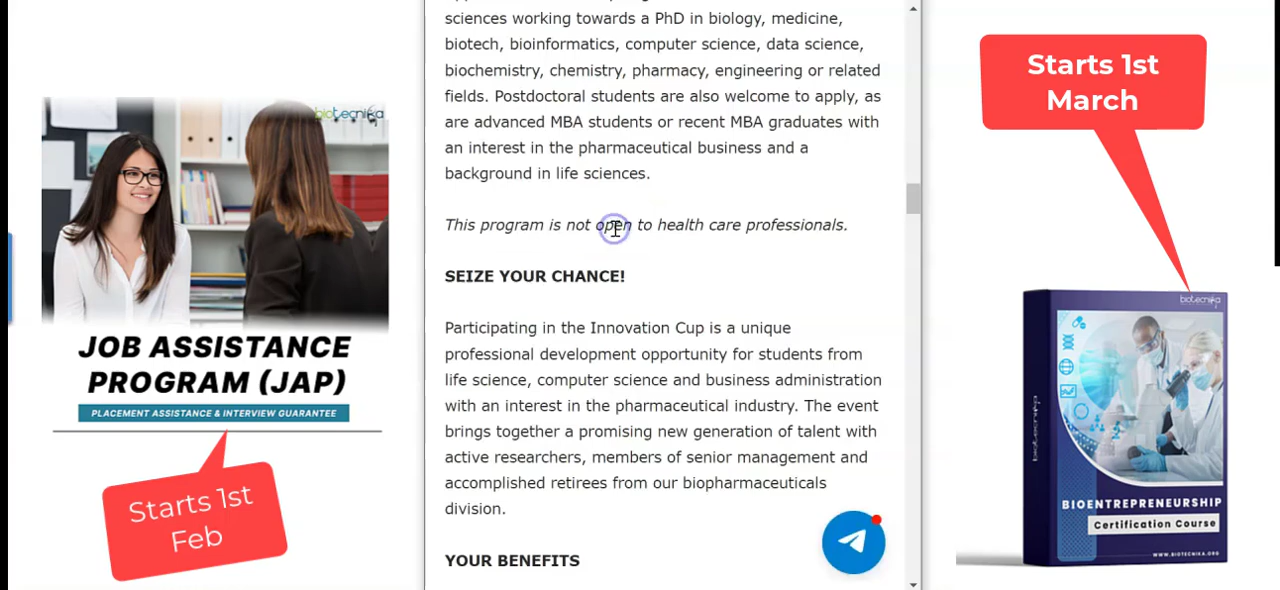 biotecnika
JOB ASSISTANCE
PROGRAM (JAP)
PLACEMENT ASSISTANCE & INTERVIEW GUARANTEE
Starts 1st
Feb
sciences working towards a PhD in biology, medicine,
biotech, bioinformatics, computer science, data science,
biochemistry, chemistry, pharmacy, engineering or related
fields. Postdoctoral students are also welcome to apply, as
are advanced MBA students or recent MBA graduates with
an interest in the pharmaceutical business and a
background in life sciences.
This program is not open to health care professionals.
SEIZE YOUR CHANCE!
Participating in the Innovation Cup is a unique
professional development opportunity for students from
life science, computer science and business administration
with an interest in the pharmaceutical industry. The event
brings together a promising new generation of talent with
active researchers, members of senior management and
accomplished retirees from our biopharmaceuticals
division.
YOUR BENEFITS
Starts 1st
March
biotecnika
biotecnika
BIOENTREPRENEURSHIP
Certification Course
WWW.BIOTECNIKA.ORG